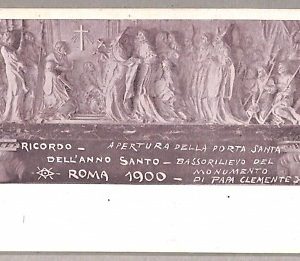 RICORDO - APERTURA DELLA PORTA SANTA
DELL'ANNO SANTO - BASSORILIEVO DEL
ROMA 1900 - MONUMENTO
DI PAPA CLEMENTE